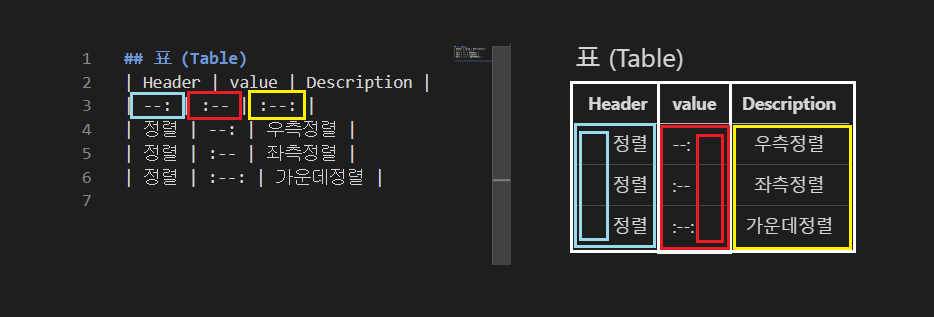 1 ## 표 (Table)
2 | Header | value | Description |
3 | --: | :-- | :--: |
4 | 정렬 | --: | 우측정렬 |
5 | 정렬 | :-- | 좌측정렬 |
6 | 정렬 | :--: | 가운데정렬 |
7
표 (Table)
Header value Description
정렬 --: 우측정렬
정렬 :-- 좌측정렬
정렬 :--: 가운데정렬